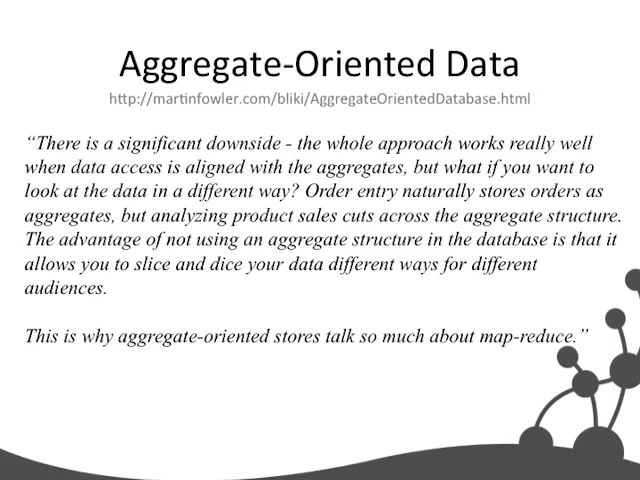 Aggregate-Oriented Data
http://martinfowler.com/bliki/AggregateOrientedDatabase.html
“There is a significant downside - the whole approach works really well
when data access is aligned with the aggregates, but what if you want to
look at the data in a different way? Order entry naturally stores orders as
aggregates, but analyzing product sales cuts across the aggregate structure.
The advantage of not using an aggregate structure in the database is that it
allows you to slice and dice your data different ways for different
audiences.
This is why aggregate-oriented stores talk so much about map-reduce.”